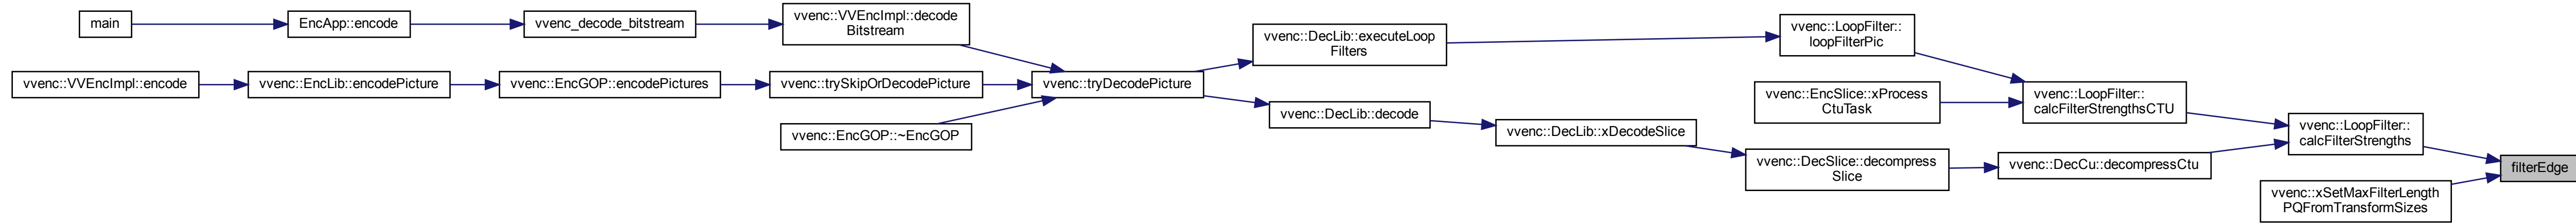 main
EncApp::encode
vvenc_decode_bitstream
vvenc::VVEncImpl::decode
Bitstream
vvenc::DecLib::executeLoop
Filters
vvenc::LoopFilter::
loopFilterPic
vvenc::VVEncImpl::encode
vvenc::EncLib::encodePicture
vvenc::EncGOP::encodePictures
vvenc::trySkipOrDecodePicture
vvenc::tryDecodePicture
vvenc::EncGOP::~EncGOP
vvenc::DecLib::decode
vvenc::DecLib::xDecodeSlice
vvenc::EncSlice::xProcess
CtuTask
vvenc::LoopFilter::
calcFilterStrengthsCTU
vvenc::DecSlice::decompress
Slice
vvenc::DecCu::decompressCtu
vvenc::LoopFilter::
calcFilterStrengths
vvenc::xSetMaxFilterLength
PQFromTransformSizes
filterEdge